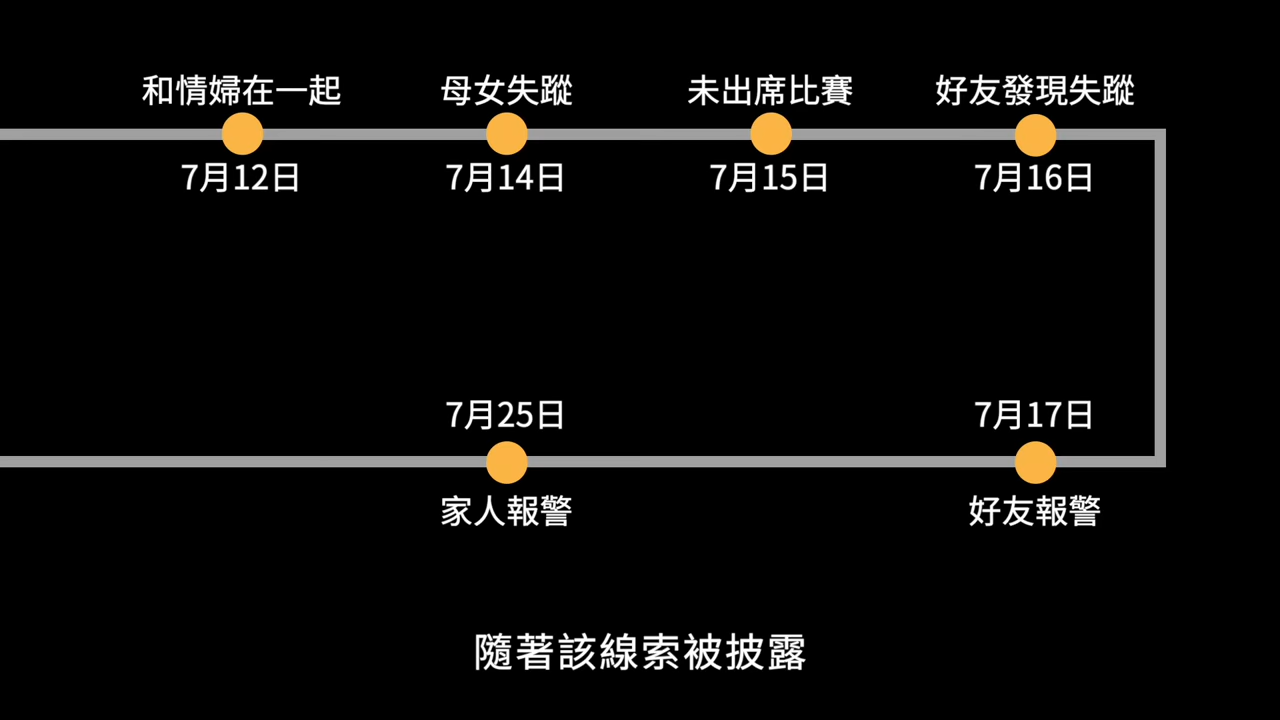 和情婦在一起
母女失蹤
未出席比賽
好友發現失蹤
7月12日
7月14日
7月15日
7月16日
7月25日
7月17日
家人報警
好友報警
隨著該線索被披露